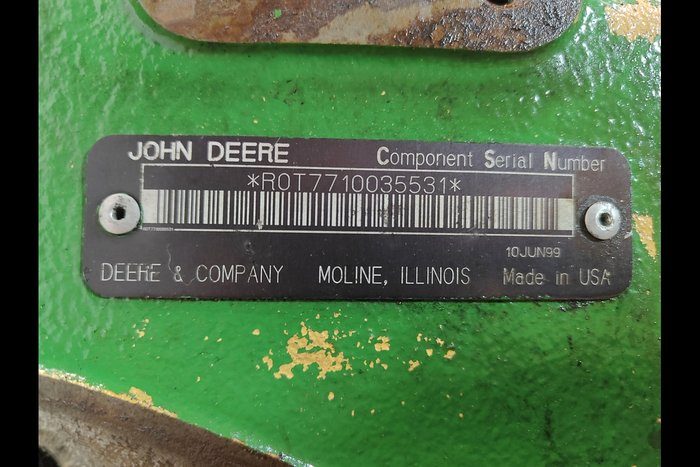 JOHN DEERE Component Serial Number
*R0T7710035531*
10JUN99
DEERE & COMPANY MOLINE, ILLINOIS Made in USA